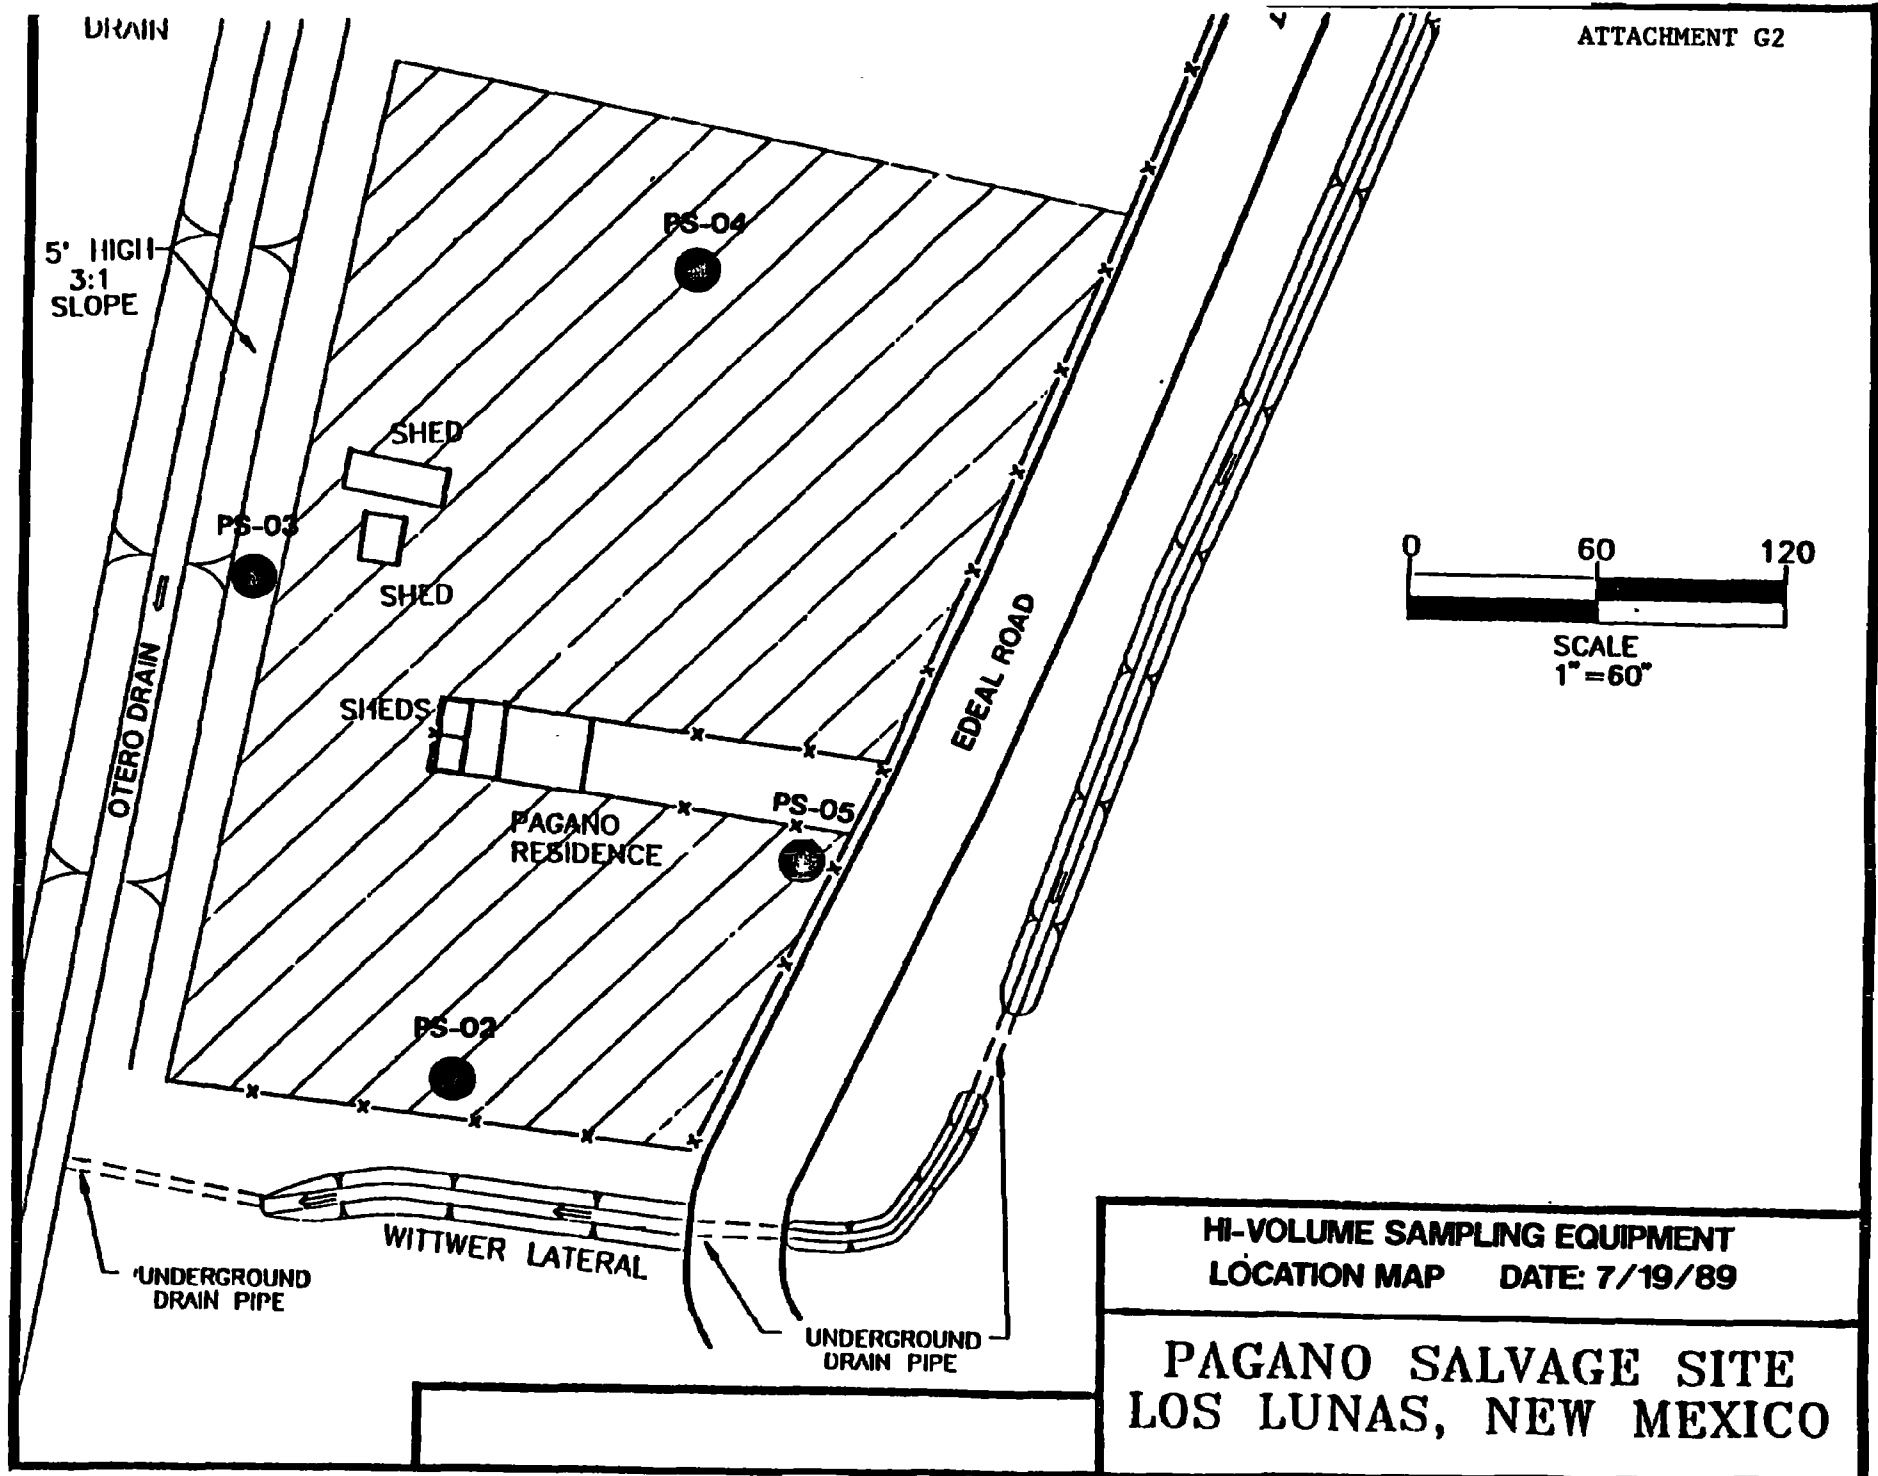 DRAIN
ATTACHMENT G2
PS-04
5' HIGH
3:1
SLOPE
SHED
PS-03
SHED
0 60 120
SCALE
1"=60"
EDEAL ROAD
OTERO DRAIN
SHEDS
PS-05
PAGANO
RESIDENCE
PS-02
WITTWER LATERAL
UNDERGROUND
DRAIN PIPE
UNDERGROUND
DRAIN PIPE
HI-VOLUME SAMPLING EQUIPMENT
LOCATION MAP DATE: 7/19/89
PAGANO SALVAGE SITE
LOS LUNAS, NEW MEXICO